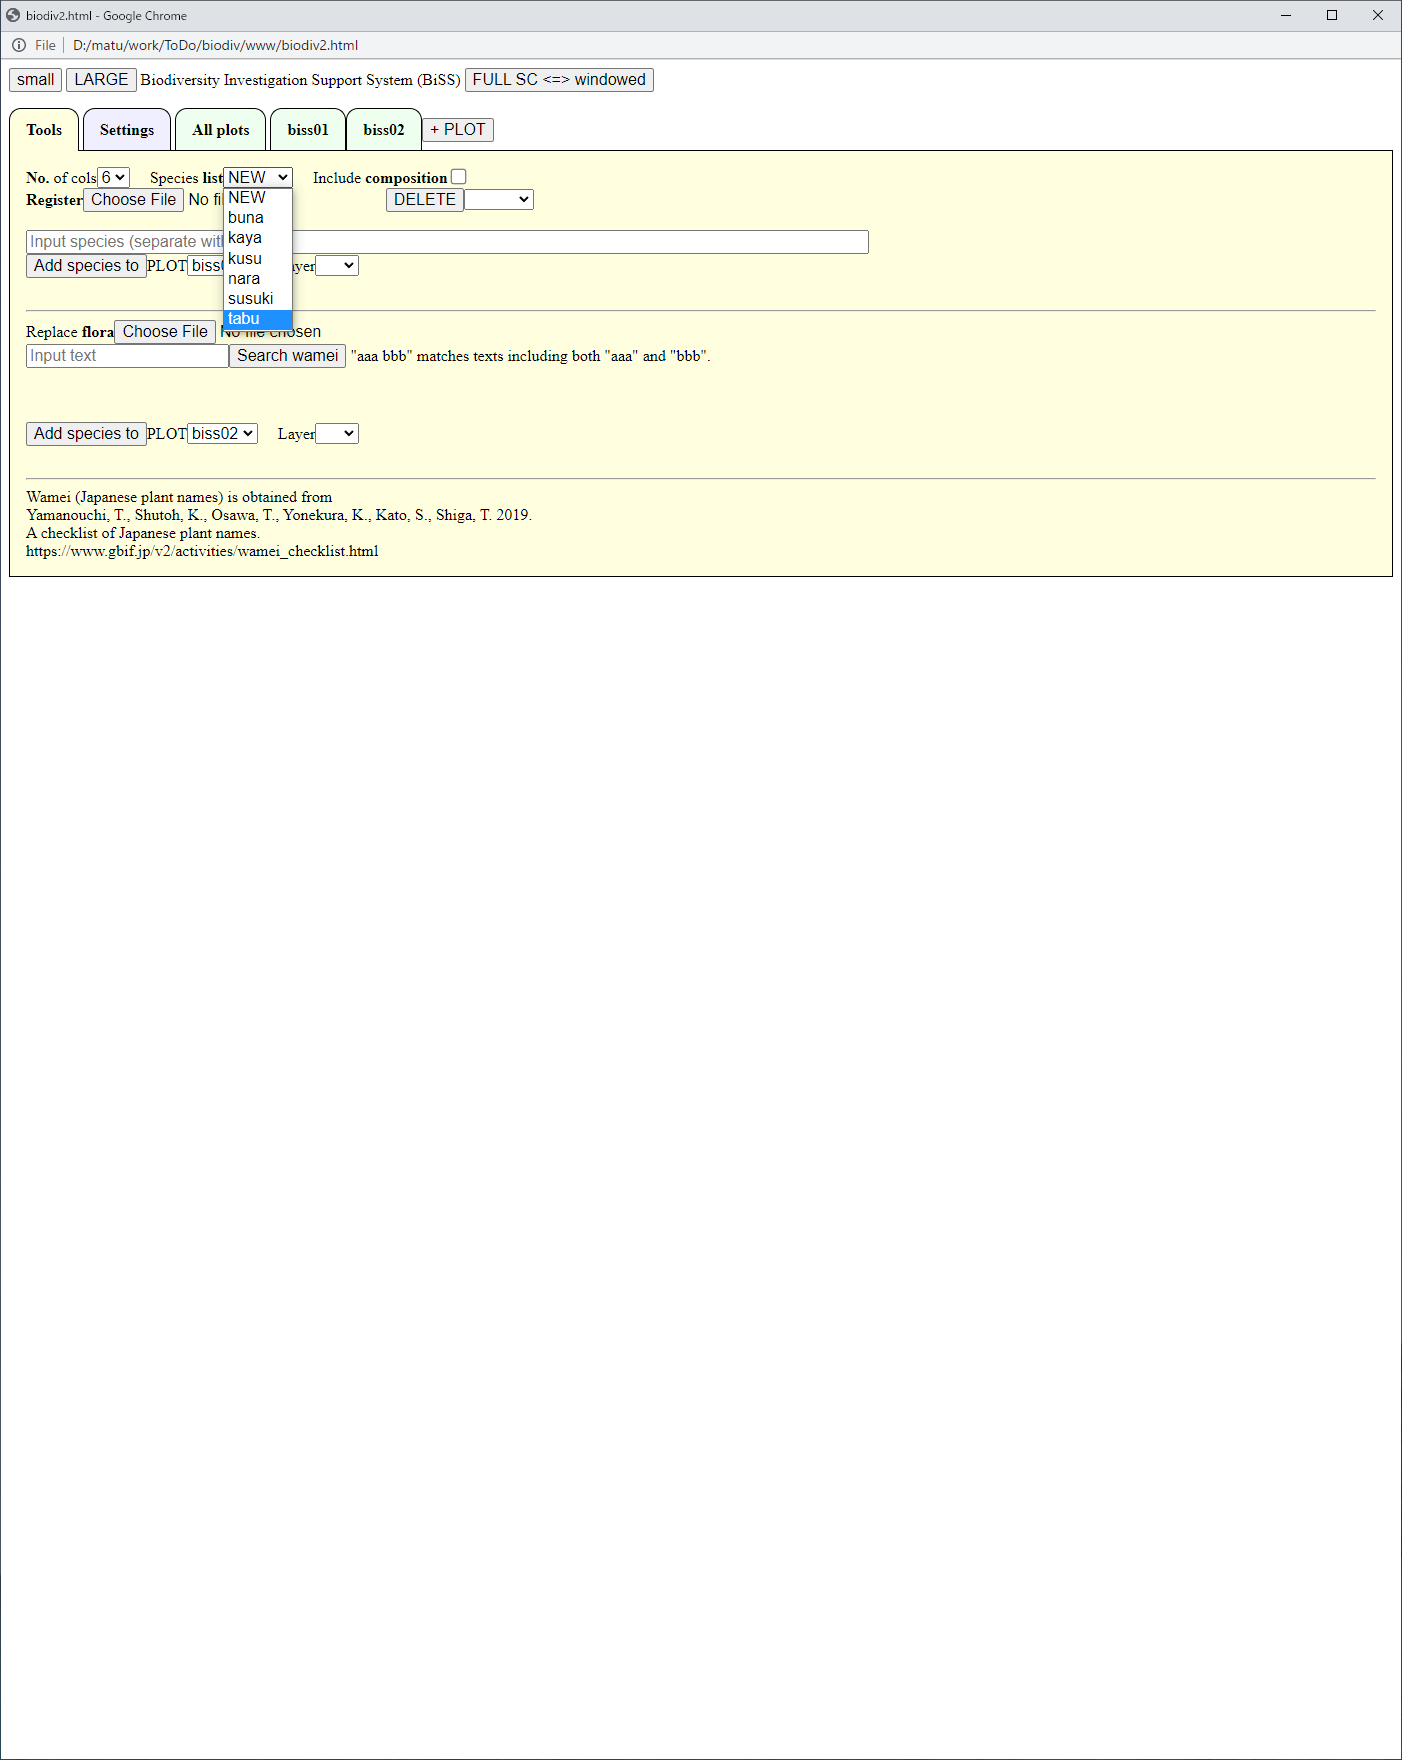 biodiv2.html - Google Chrome
File D:/matu/work/ToDo/biodiv/www/biodiv2.html
small LARGE Biodiversity Investigation Support System (BiSS) FULL SC <=> windowed
Tools Settings All plots biss01 biss02 + PLOT
No. of cols 6 Species list NEW Include composition
Register Choose File No fil DELETE
NEW
buna
kaya
kusu
nara
susuki
tabu
Input species (separate wit
Add species to PLOT biss ayer
Replace flora Choose File No file chosen
Input text Search wamei "aaa bbb" matches texts including both "aaa" and "bbb".
Add species to PLOT biss02 Layer
Wamei (Japanese plant names) is obtained from
Yamanouchi, T., Shutoh, K., Osawa, T., Yonekura, K., Kato, S., Shiga, T. 2019.
A checklist of Japanese plant names.
https://www.gbif.jp/v2/activities/wamei_checklist.html